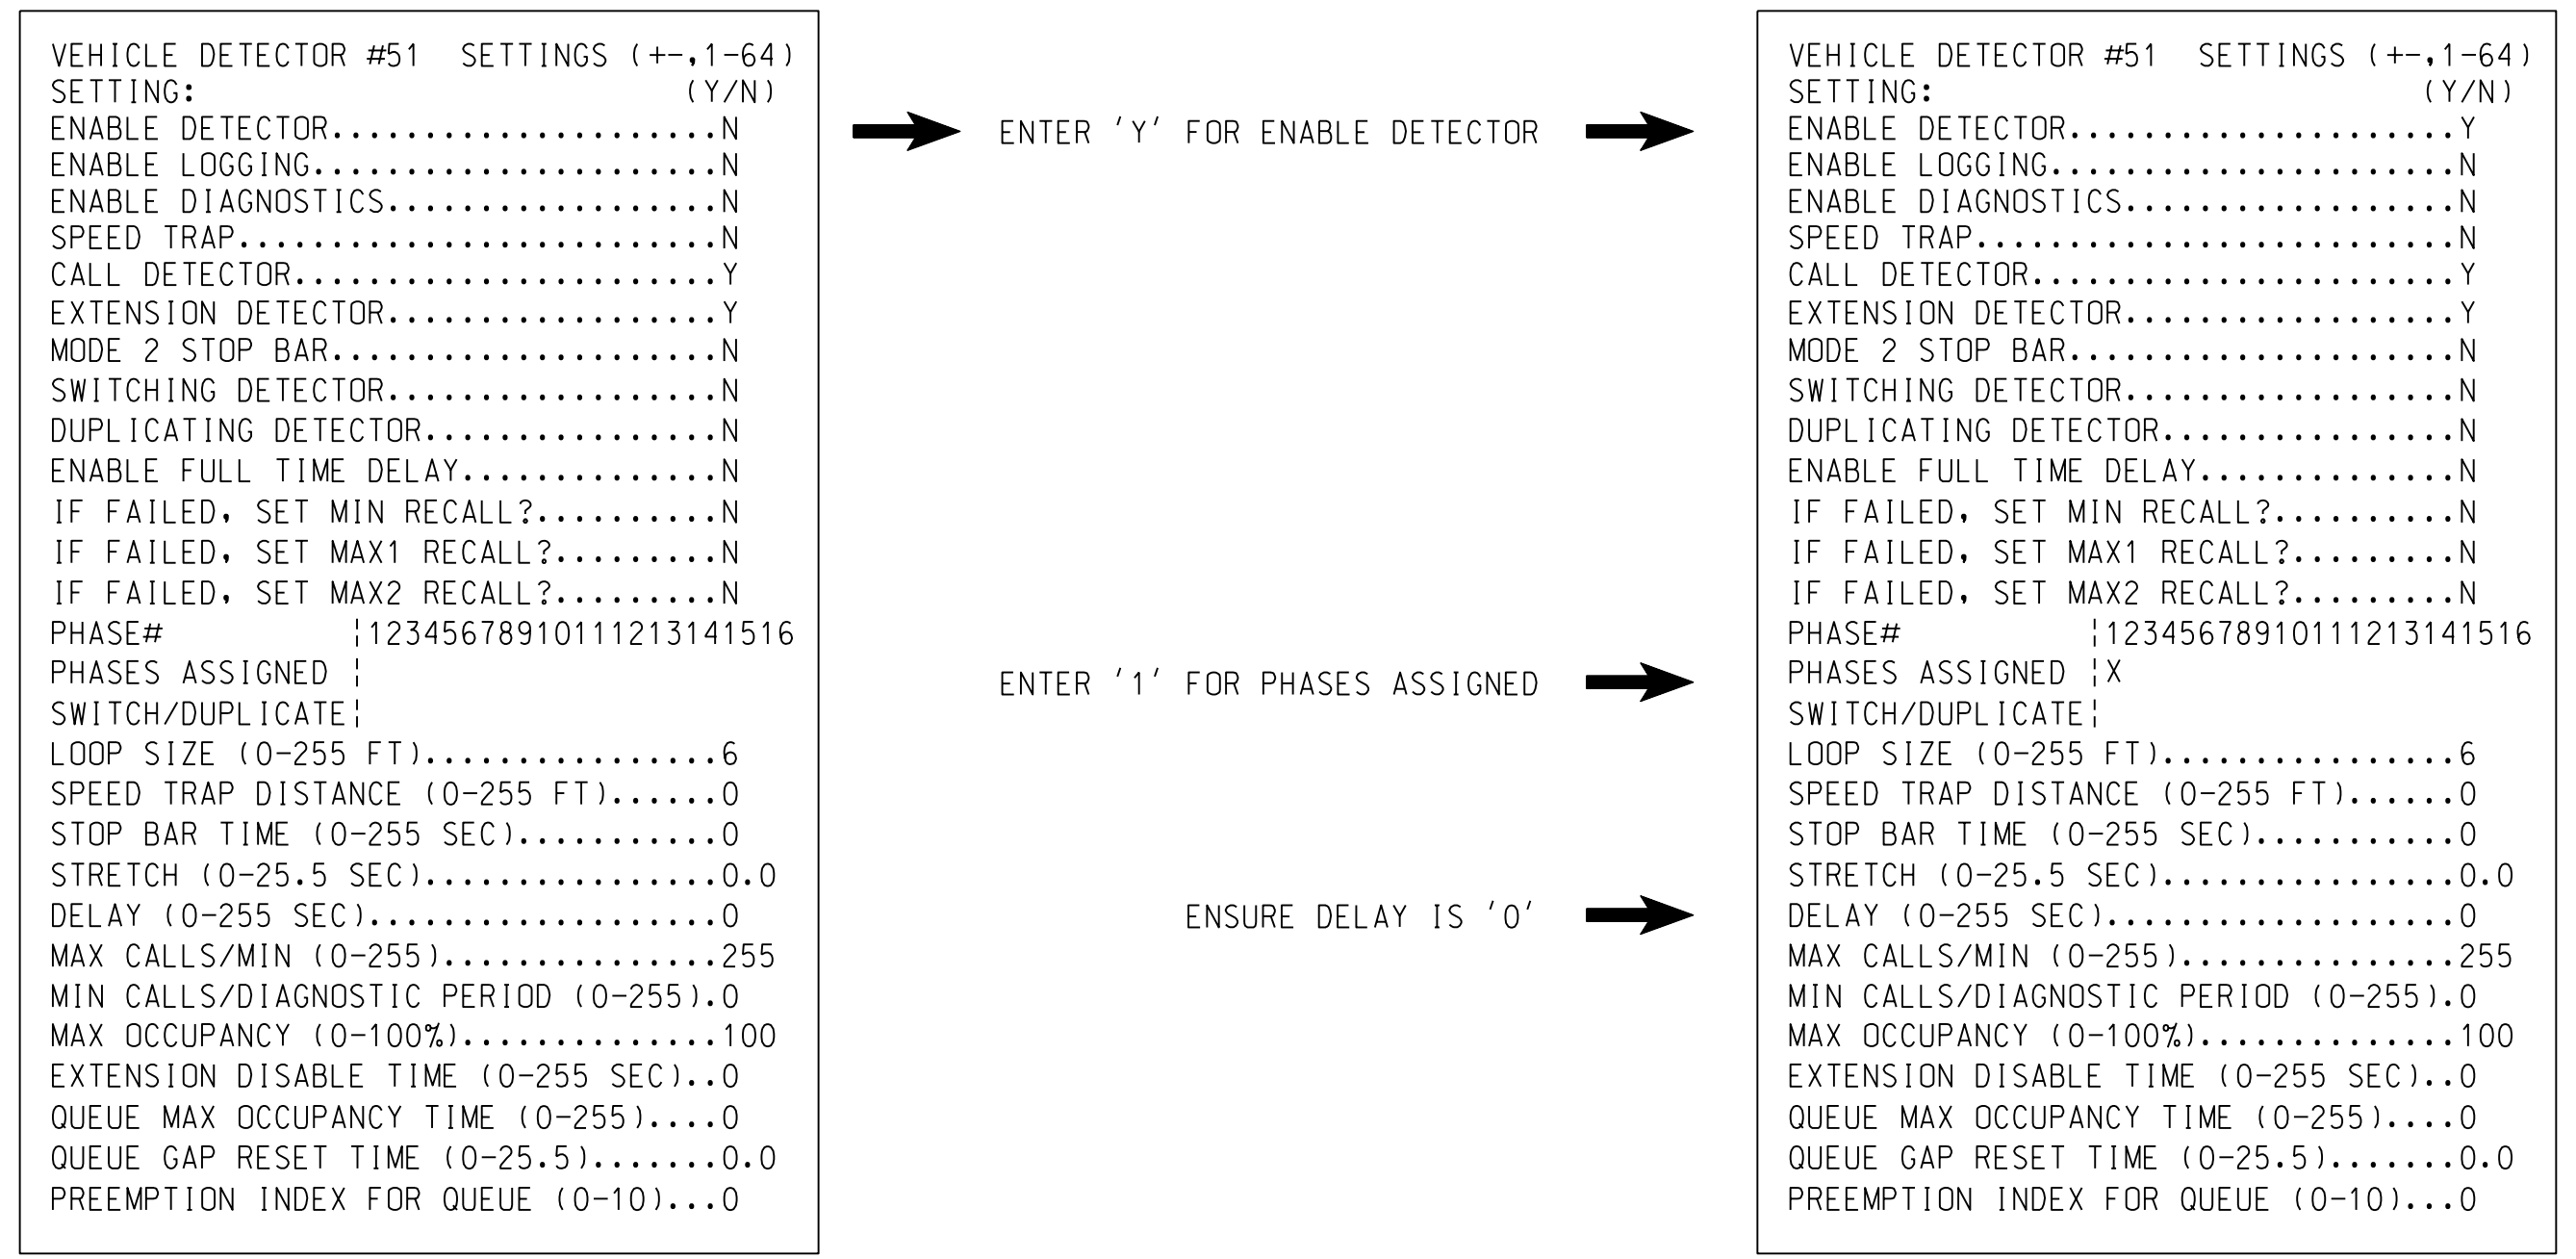 VEHICLE DETECTOR #51  SETTINGS (+-,1-64)
SETTING:                          (Y/N)
ENABLE DETECTOR.....................N
ENABLE LOGGING......................N
ENABLE DIAGNOSTICS..................N
SPEED TRAP..........................N
CALL DETECTOR.......................Y
EXTENSION DETECTOR..................Y
MODE 2 STOP BAR.....................N
SWITCHING DETECTOR..................N
DUPLICATING DETECTOR................N
ENABLE FULL TIME DELAY..............N
IF FAILED, SET MIN RECALL?..........N
IF FAILED, SET MAX1 RECALL?.........N
IF FAILED, SET MAX2 RECALL?.........N
PHASE#          ¦12345678910111213141516
PHASES ASSIGNED ¦
SWITCH/DUPLICATE¦
LOOP SIZE (0-255 FT)................6
SPEED TRAP DISTANCE (0-255 FT)......0
STOP BAR TIME (0-255 SEC)...........0
STRETCH (0-25.5 SEC)................0.0
DELAY (0-255 SEC)...................0
MAX CALLS/MIN (0-255)...............255
MIN CALLS/DIAGNOSTIC PERIOD (0-255).0
MAX OCCUPANCY (0-100%)..............100
EXTENSION DISABLE TIME (0-255 SEC)..0
QUEUE MAX OCCUPANCY TIME (0-255)....0
QUEUE GAP RESET TIME (0-25.5).......0.0
PREEMPTION INDEX FOR QUEUE (0-10)...0
ENTER 'Y' FOR ENABLE DETECTOR
ENTER '1' FOR PHASES ASSIGNED
ENSURE DELAY IS '0'
VEHICLE DETECTOR #51  SETTINGS (+-,1-64)
SETTING:                          (Y/N)
ENABLE DETECTOR.....................Y
ENABLE LOGGING......................N
ENABLE DIAGNOSTICS..................N
SPEED TRAP..........................N
CALL DETECTOR.......................Y
EXTENSION DETECTOR..................Y
MODE 2 STOP BAR.....................N
SWITCHING DETECTOR..................N
DUPLICATING DETECTOR................N
ENABLE FULL TIME DELAY..............N
IF FAILED, SET MIN RECALL?..........N
IF FAILED, SET MAX1 RECALL?.........N
IF FAILED, SET MAX2 RECALL?.........N
PHASE#          ¦12345678910111213141516
PHASES ASSIGNED ¦X
SWITCH/DUPLICATE¦
LOOP SIZE (0-255 FT)................6
SPEED TRAP DISTANCE (0-255 FT)......0
STOP BAR TIME (0-255 SEC)...........0
STRETCH (0-25.5 SEC)................0.0
DELAY (0-255 SEC)...................0
MAX CALLS/MIN (0-255)...............255
MIN CALLS/DIAGNOSTIC PERIOD (0-255).0
MAX OCCUPANCY (0-100%)..............100
EXTENSION DISABLE TIME (0-255 SEC)..0
QUEUE MAX OCCUPANCY TIME (0-255)....0
QUEUE GAP RESET TIME (0-25.5).......0.0
PREEMPTION INDEX FOR QUEUE (0-10)...0